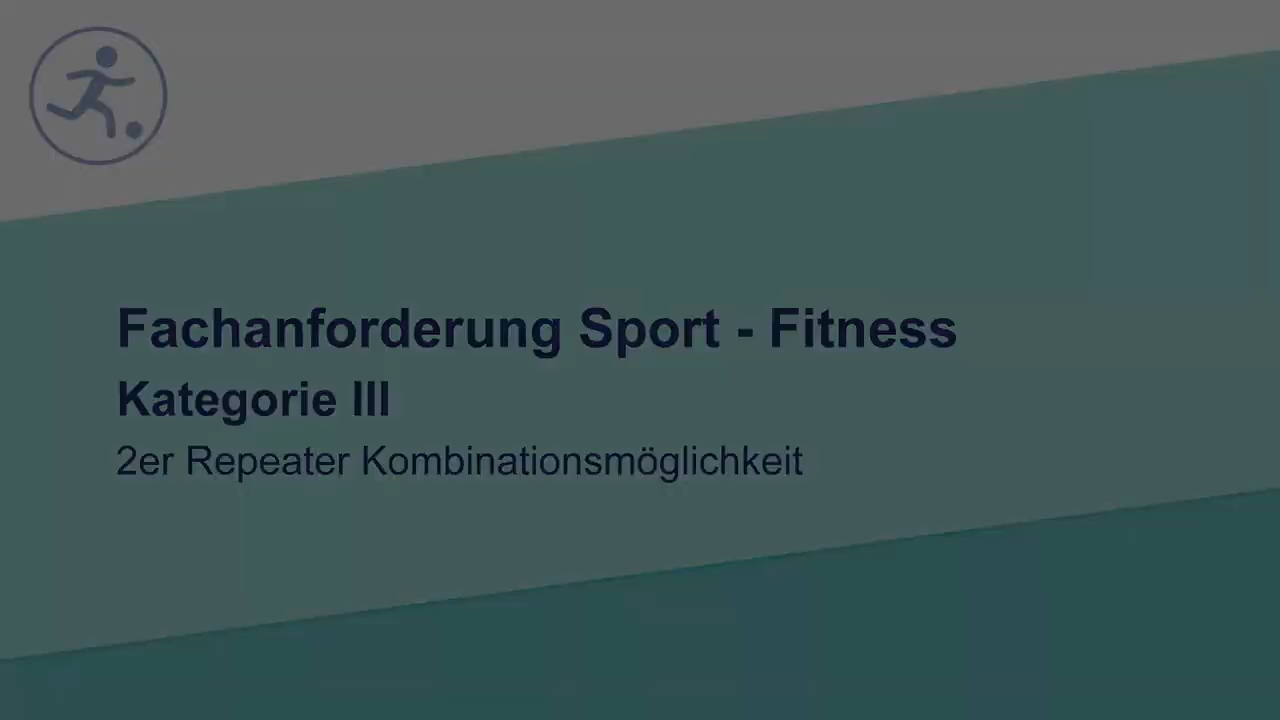 Fachanforderung Sport - Fitness
Kategorie III
2er Repeater Kombinationsmöglichkeit